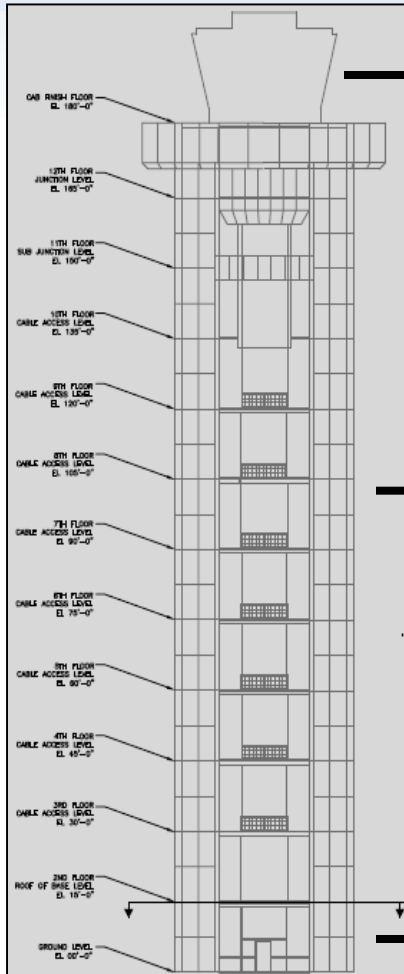 CAB FINISH FLOOR
EL 180'-0"
12TH FLOOR
JUNCTION LEVEL
EL 165'-0"
11TH FLOOR
SUB JUNCTION LEVEL
EL 150'-0"
10TH FLOOR
CABLE ACCESS LEVEL
EL 135'-0"
9TH FLOOR
CABLE ACCESS LEVEL
EL 120'-0"
8TH FLOOR
CABLE ACCESS LEVEL
EL 105'-0"
7TH FLOOR
CABLE ACCESS LEVEL
EL 90'-0"
6TH FLOOR
CABLE ACCESS LEVEL
EL 75'-0"
5TH FLOOR
CABLE ACCESS LEVEL
EL 60'-0"
4TH FLOOR
CABLE ACCESS LEVEL
EL 45'-0"
3RD FLOOR
CABLE ACCESS LEVEL
EL 30'-0"
2ND FLOOR
ROOF OF BASE LEVEL
EL 15'-0"
GROUND LEVEL
EL 00'-0"